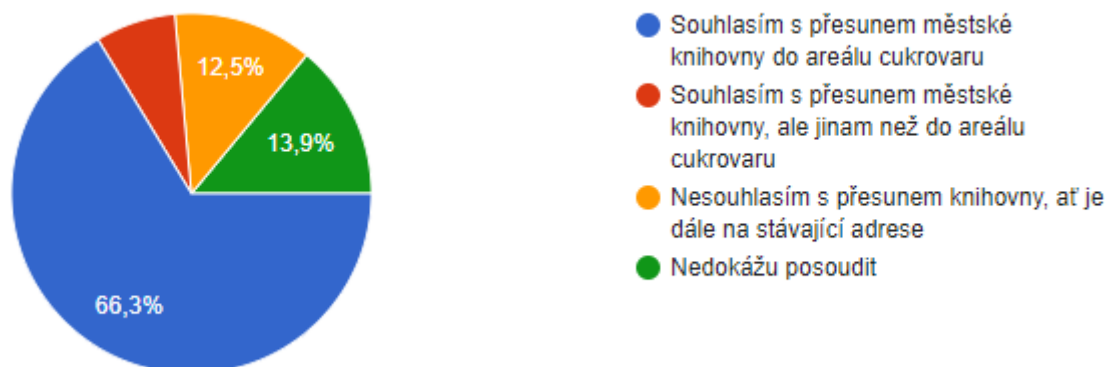 12,5%
13,9%
66,3%
Souhlasím s přesunem městské
knihovny do areálu cukrovaru
Souhlasím s přesunem městské
knihovny, ale jinam než do areálu
cukrovaru
Nesouhlasím s přesunem knihovny, ať je
dále na stávající adrese
Nedokážu posoudit